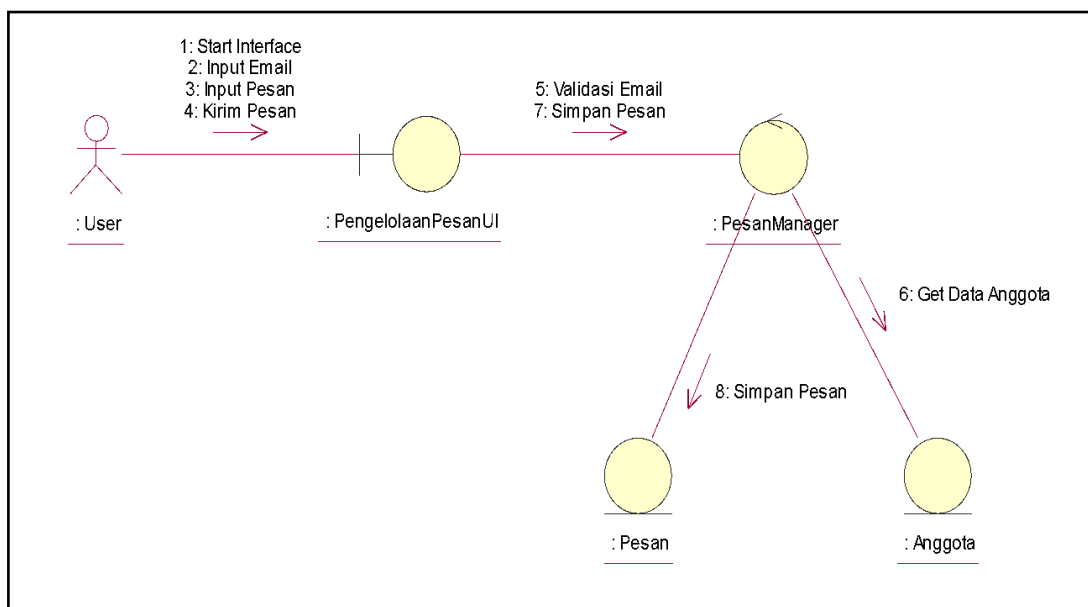 1: Start Interface
2: Input Email
3: Input Pesan
4: Kirim Pesan
5: Validasi Email
7: Simpan Pesan
: User
: PengelolaanPesanUI
: PesanManager
6: Get Data Anggota
8: Simpan Pesan
: Pesan
: Anggota